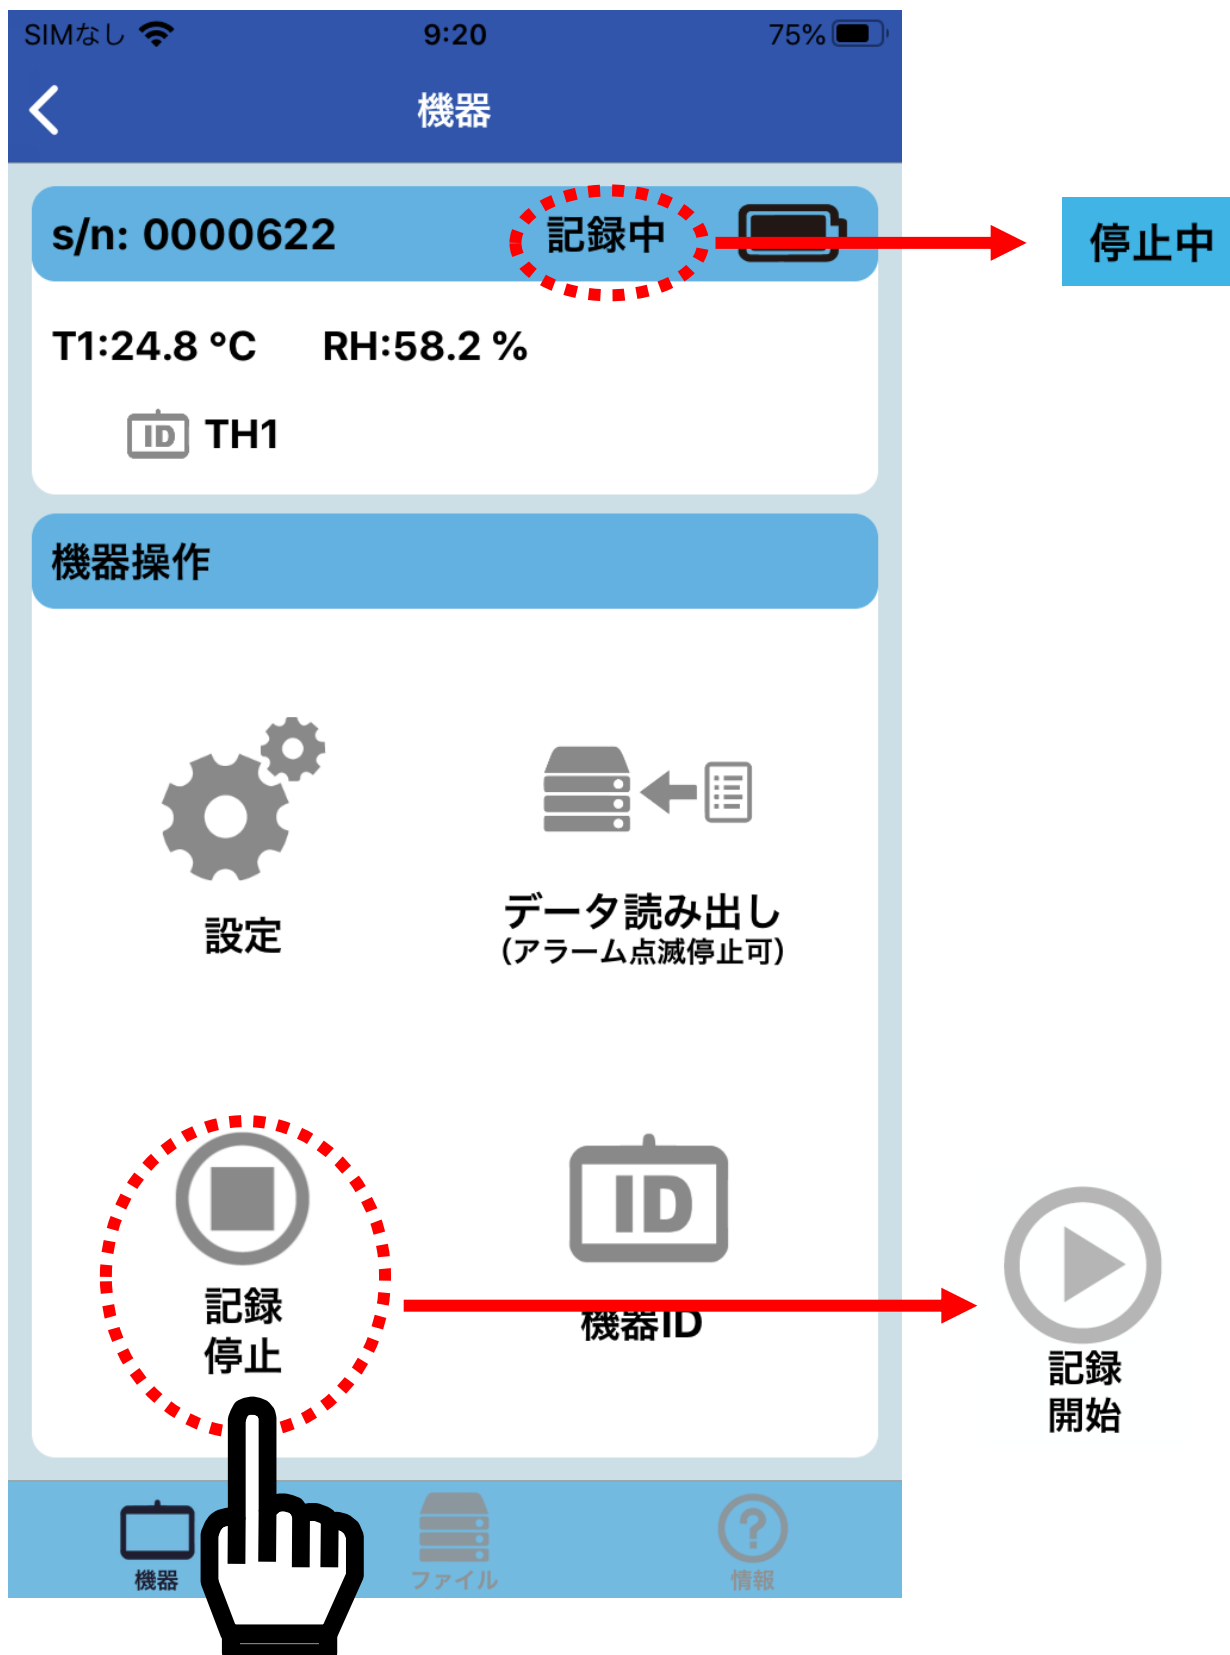 SIMなし 9:20 75%
機器
s/n: 0000622 記録中
停止中
T1:24.8 °C RH:58.2 %
ID TH1
機器操作
設定
データ読み出し
(アラーム点滅停止可)
ID
記録
停止
機器ID
記録
開始
機器
ファイル
?
情報